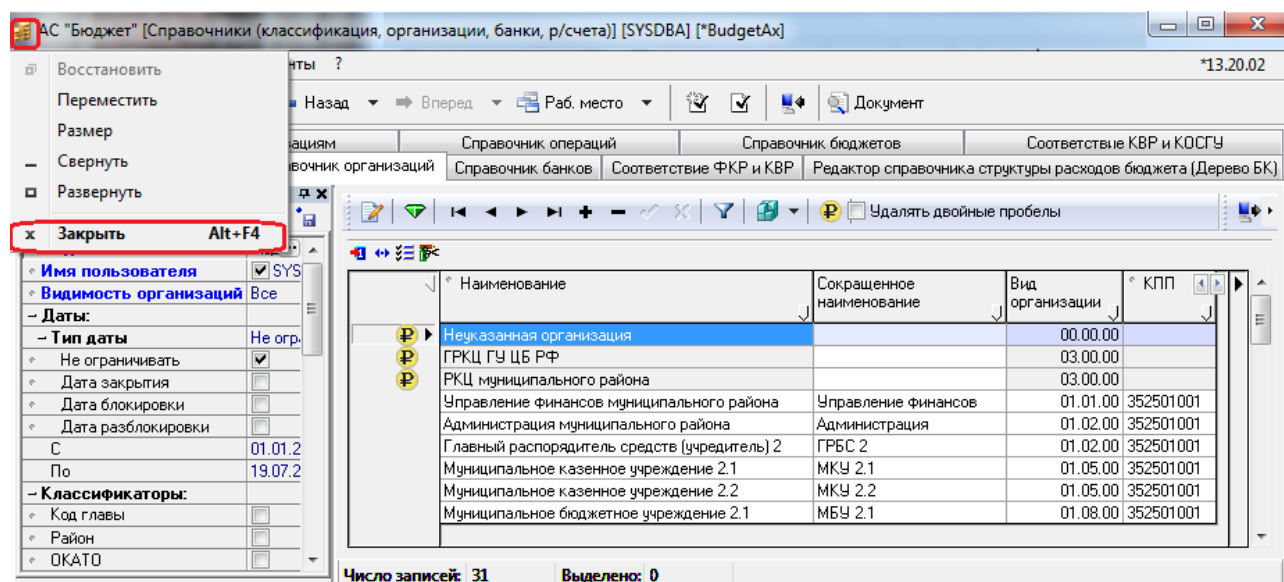 АС "Бюджет" [Справочники (классификация, организации, банки, р/счета)] [SYSDBA] [*BudgetAx]
нты ? *13.20.02
Восстановить
Переместить
Размер
Свернуть
Развернуть
x Закрыть Alt+F4
Назад Вперед Раб. место Документ
ациям Справочник операций Справочник бюджетов Соответствие КВР и КОСГУ
вочник организаций Справочник банков Соответствие ФКР и КВР Редактор справочника структуры расходов бюджета (Дерево БК)
Удалять двойные пробелы
Имя пользователя SYS
Видимость организаций Все
Даты:
Тип даты Не огр
Не ограничивать
Дата закрытия
Дата блокировки
Дата разблокировки
С 01.01.2
По 19.07.2
Классификаторы:
Код главы
Район
ОКАТО
Наименование Сокращенное наименование Вид организации КПП
Неуказанная организация 00.00.00
ГРКЦ ГУ ЦБ РФ 03.00.00
РКЦ муниципального района 03.00.00
Управление финансов муниципального района Управление финансов 01.01.00 352501001
Администрация муниципального района Администрация 01.02.00 352501001
Главный распорядитель средств (учредитель) 2 ГРБС 2 01.02.00 352501001
Муниципальное казенное учреждение 2.1 МКУ 2.1 01.05.00 352501001
Муниципальное казенное учреждение 2.2 МКУ 2.2 01.05.00 352501001
Муниципальное бюджетное учреждение 2.1 МБУ 2.1 01.08.00 352501001
Число записей: 31 Выделено: 0